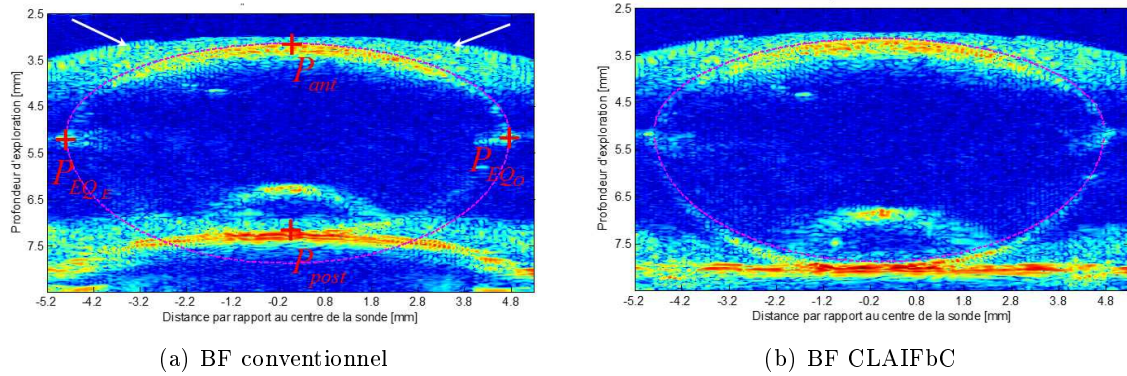 2.5
3.5
4.5
5.5
6.5
7.5
Profondeur d'exploration [mm]
P_ant
P_EQ_E
P_EQ_O
P_post
-5.2 -4.2 -3.2 -2.2 -1.2 -0.2 0.8 1.8 2.8 3.8 4.8
Distance par rapport au centre de la sonde [mm]
(a) BF conventionnel
2.5
3.5
4.5
5.5
6.5
7.5
Profondeur d'exploration [mm]
-5.2 -4.2 -3.2 -2.2 -1.2 -0.2 0.8 1.8 2.8 3.8 4.8
Distance par rapport au centre de la sonde [mm]
(b) BF CLAIFbC